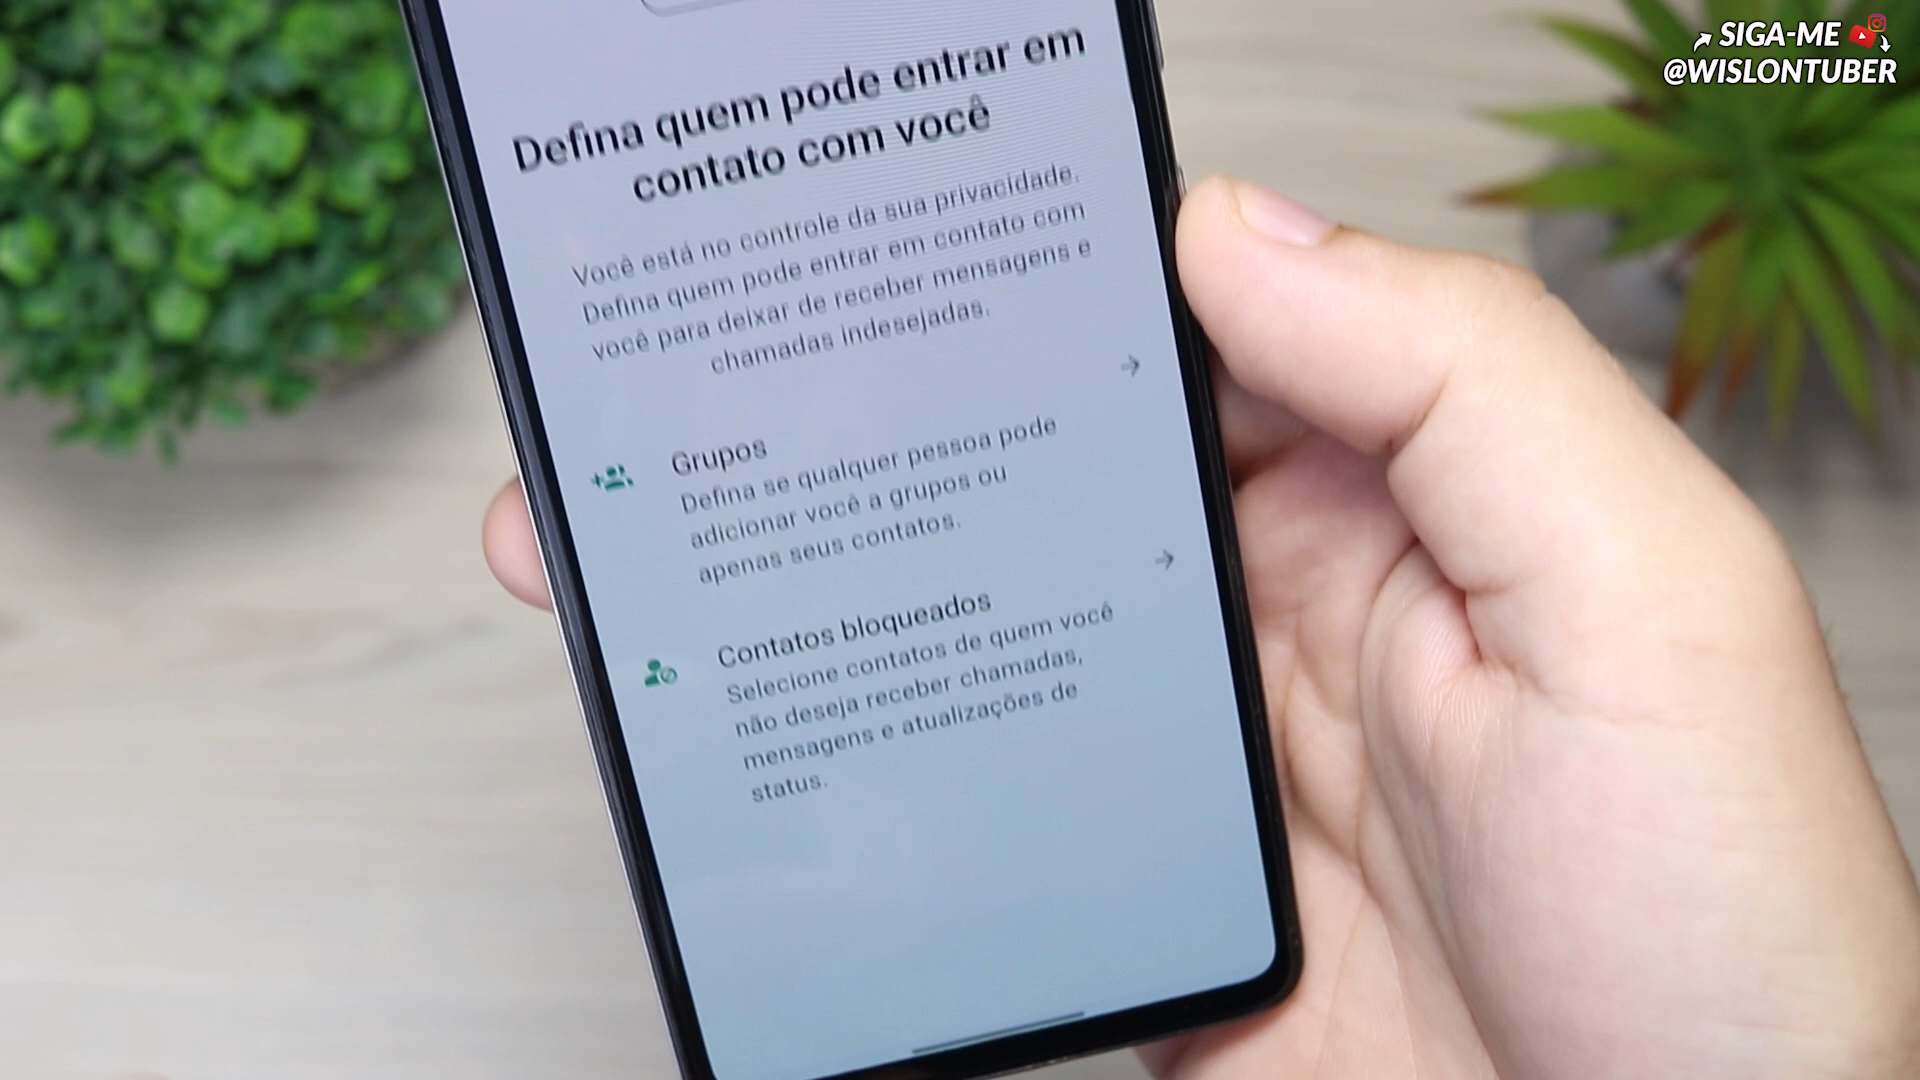 SIGA-ME
@WISLONTUBER
Defina quem pode entrar em
contato com você
Você está no controle da sua privacidade.
Defina quem pode entrar em contato com
você para deixar de receber mensagens e
chamadas indesejadas.
Grupos
Defina se qualquer pessoa pode
adicionar você a grupos ou
apenas seus contatos.
Contatos bloqueados
Selecione contatos de quem você
não deseja receber chamadas,
mensagens e atualizações de
status.